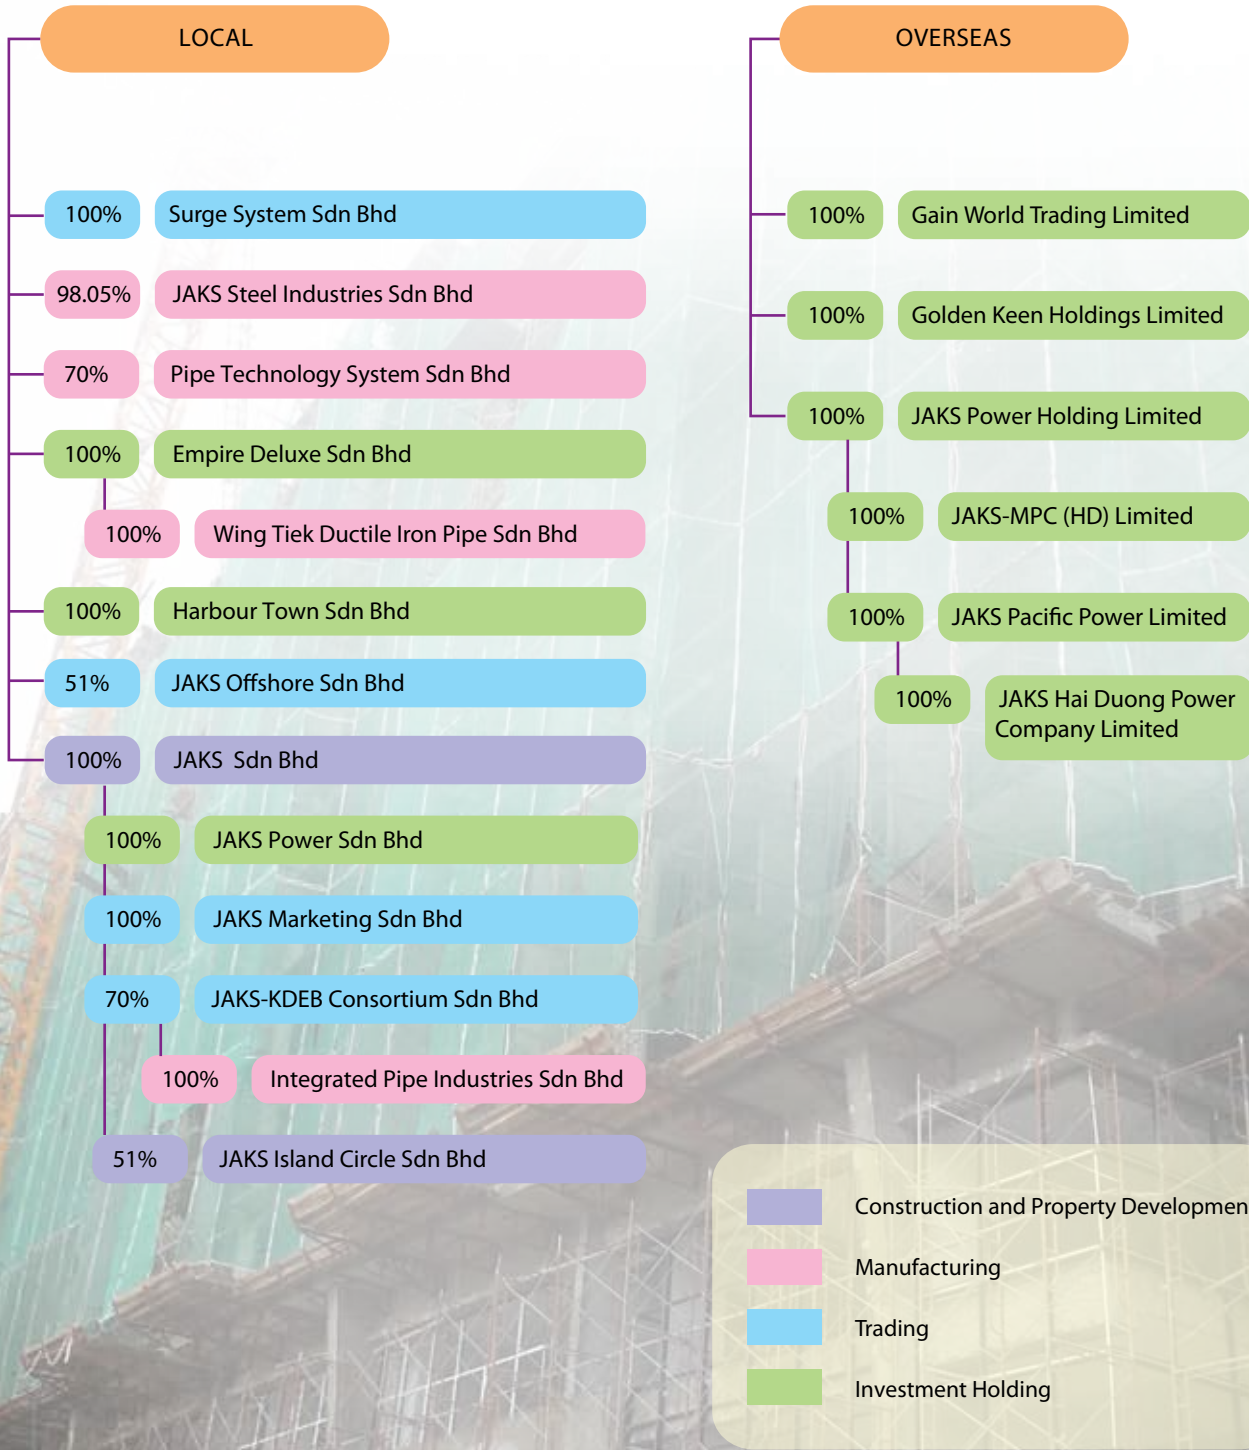 LOCAL
100% Surge System Sdn Bhd
98.05% JAKS Steel Industries Sdn Bhd
70% Pipe Technology System Sdn Bhd
100% Empire Deluxe Sdn Bhd
100% Wing Tiek Ductile Iron Pipe Sdn Bhd
100% Harbour Town Sdn Bhd
51% JAKS Offshore Sdn Bhd
100% JAKS Sdn Bhd
100% JAKS Power Sdn Bhd
100% JAKS Marketing Sdn Bhd
70% JAKS-KDEB Consortium Sdn Bhd
100% Integrated Pipe Industries Sdn Bhd
51% JAKS Island Circle Sdn Bhd
OVERSEAS
100% Gain World Trading Limited
100% Golden Keen Holdings Limited
100% JAKS Power Holding Limited
100% JAKS-MPC (HD) Limited
100% JAKS Pacific Power Limited
100% JAKS Hai Duong Power
Company Limited
Construction and Property Developmen
Manufacturing
Trading
Investment Holding